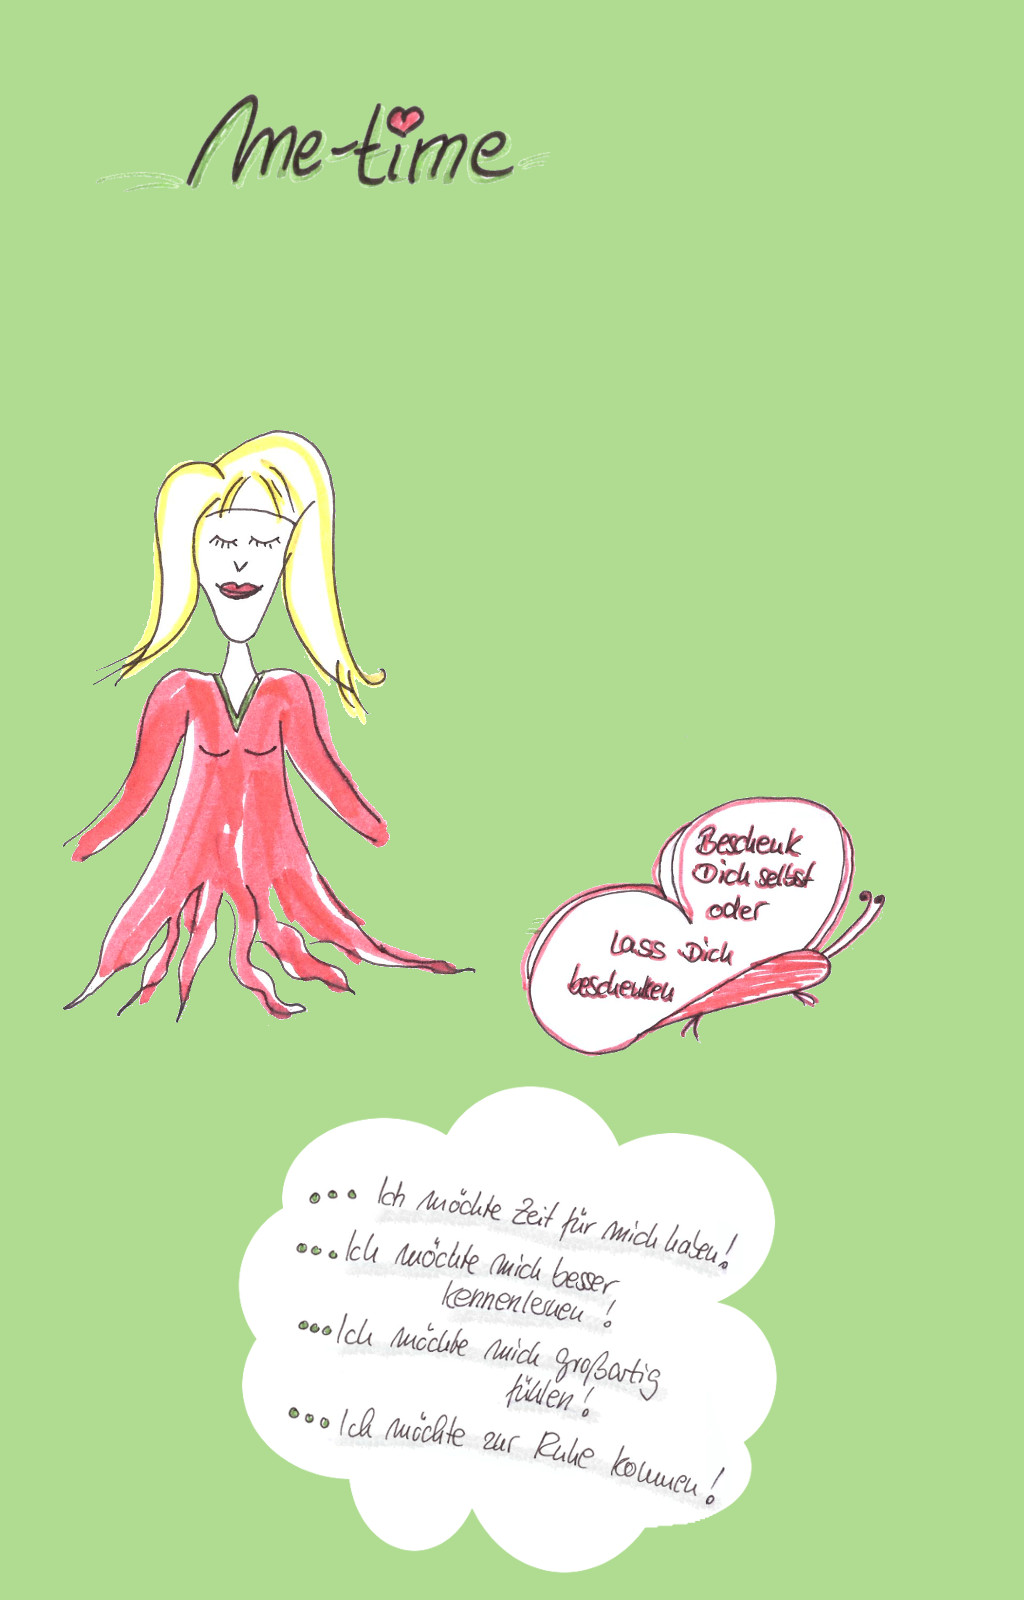 me-time
Beschenk
Dich selbst
oder
lass Dich
beschenken
... Ich möchte Zeit für mich haben!
... Ich möchte mich besser
kennenlernen!
... Ich möchte mich großartig
fühlen!
... Ich möchte zur Ruhe kommen!